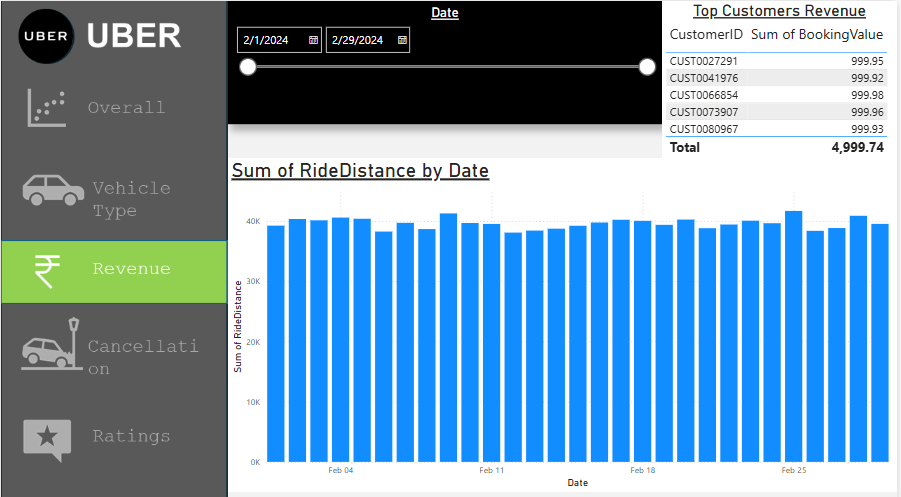 UBER
UBER
Overall
Vehicle
Type
Revenue
Cancellati
on
Ratings
Date
2/1/2024
2/29/2024
Top Customers Revenue
CustomerID Sum of BookingValue
CUST0027291 999.95
CUST0041976 999.92
CUST0066854 999.98
CUST0073907 999.96
CUST0080967 999.93
Total 4,999.74
Sum of RideDistance by Date
Sum of RideDistance
40K
30K
20K
10K
0K
Feb 04 Feb 11 Feb 18 Feb 25
Date